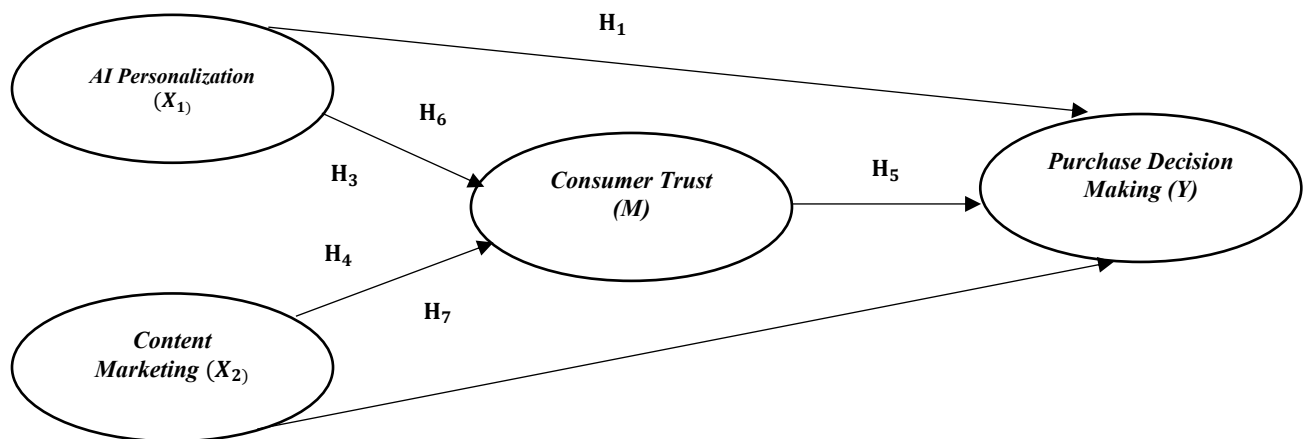 H₁
AI Personalization
(X₁)
H₆
H₃
Consumer Trust
(M)
H₅
Purchase Decision
Making (Y)
H₄
H₇
Content
Marketing (X₂)